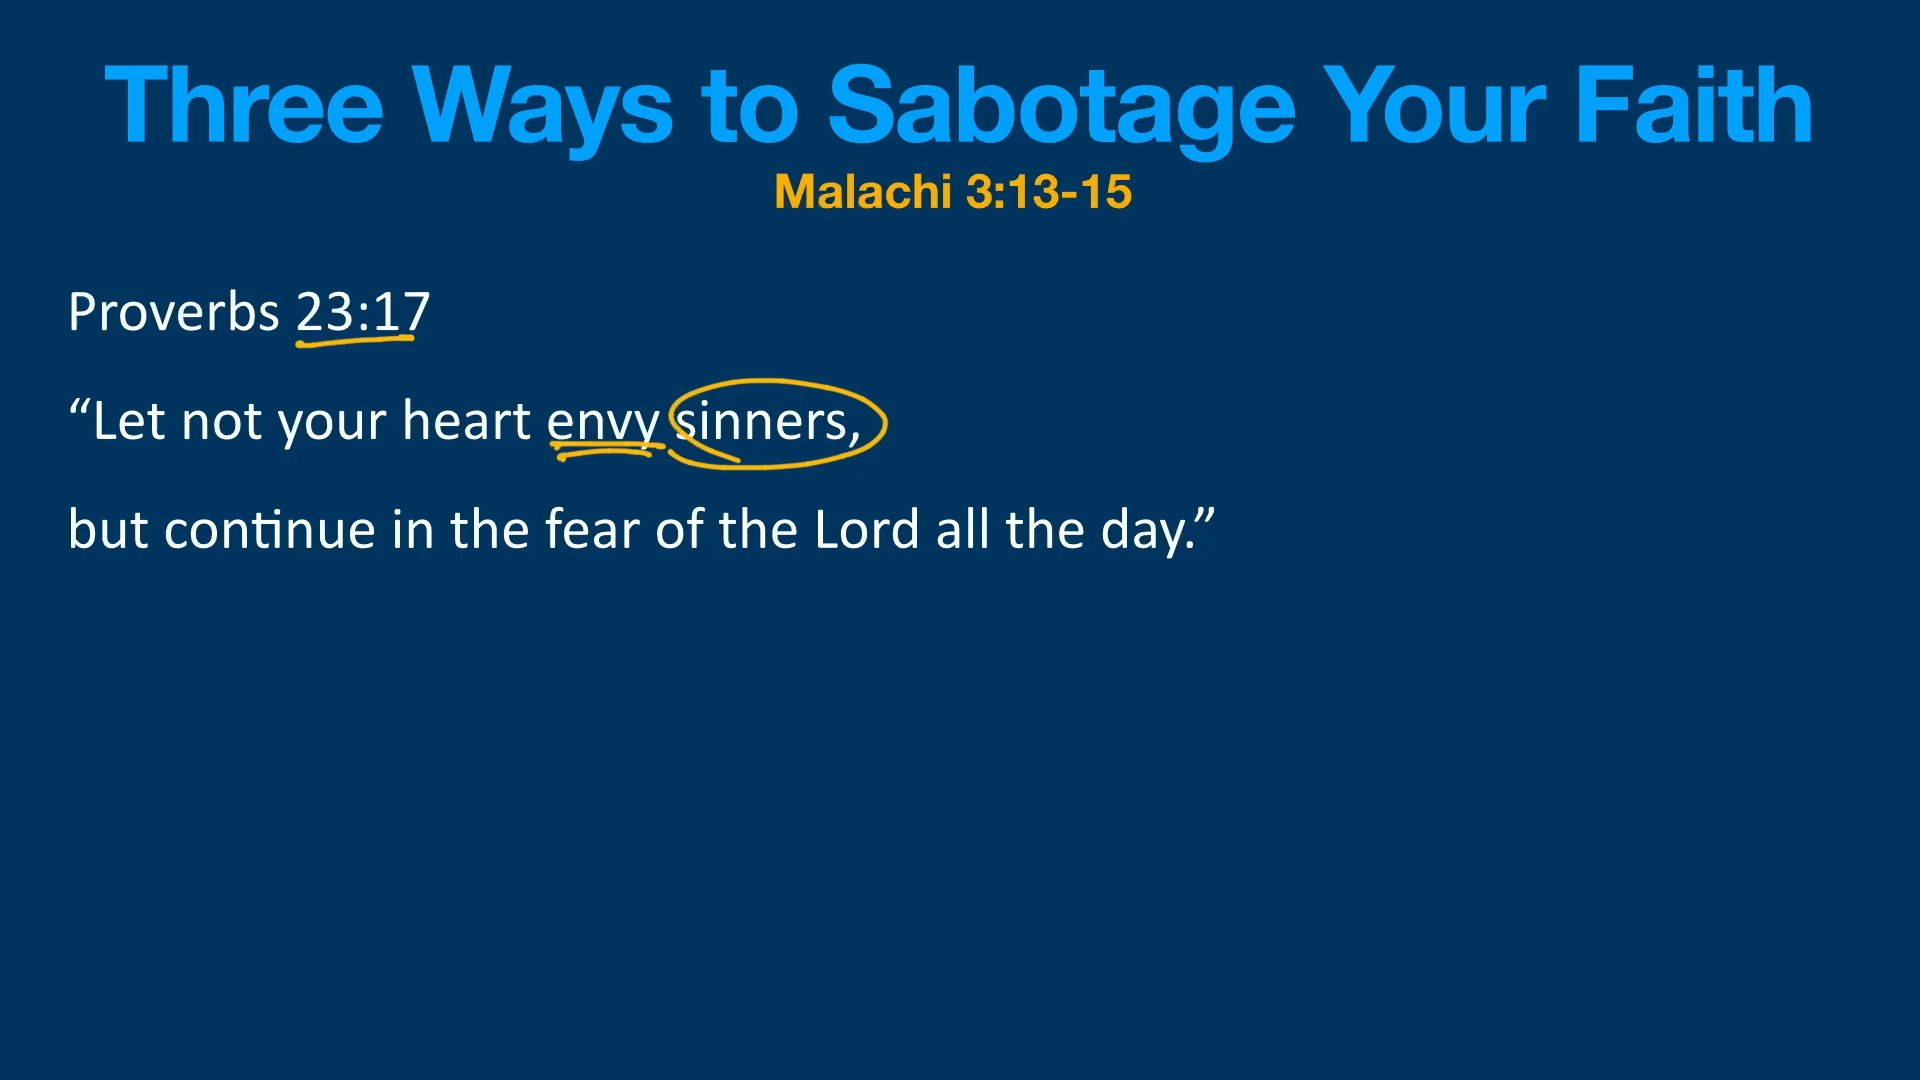 Three Ways to Sabotage Your Faith
Malachi 3:13-15
Proverbs 23:17
“Let not your heart envy sinners,
but continue in the fear of the Lord all the day.”